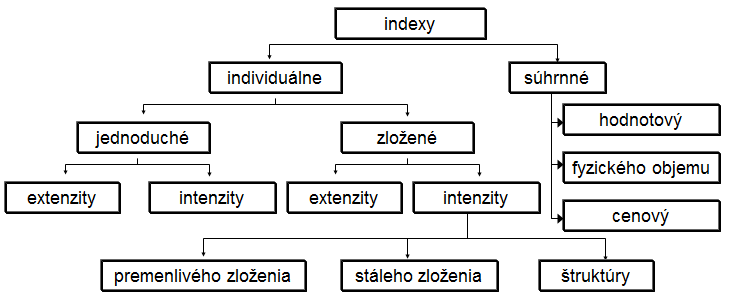 indexy
individuálne
súhrnné
jednoduché
zložené
hodnotový
extenzity
intenzity
extenzity
intenzity
fyzického objemu
cenový
premenlivého zloženia
stáleho zloženia
štruktúry